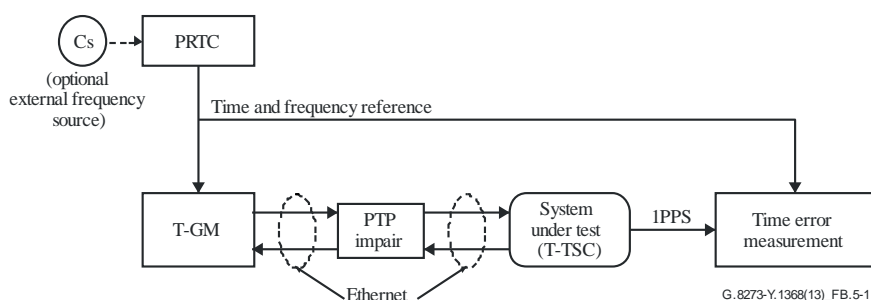 Cs
PRTC
(optional
external frequency
source)
Time and frequency reference
T-GM
PTP
impair
System
under test
(T-TSC)
1PPS
Time error
measurement
Ethernet
G.8273-Y.1368(13)_FB.5-1